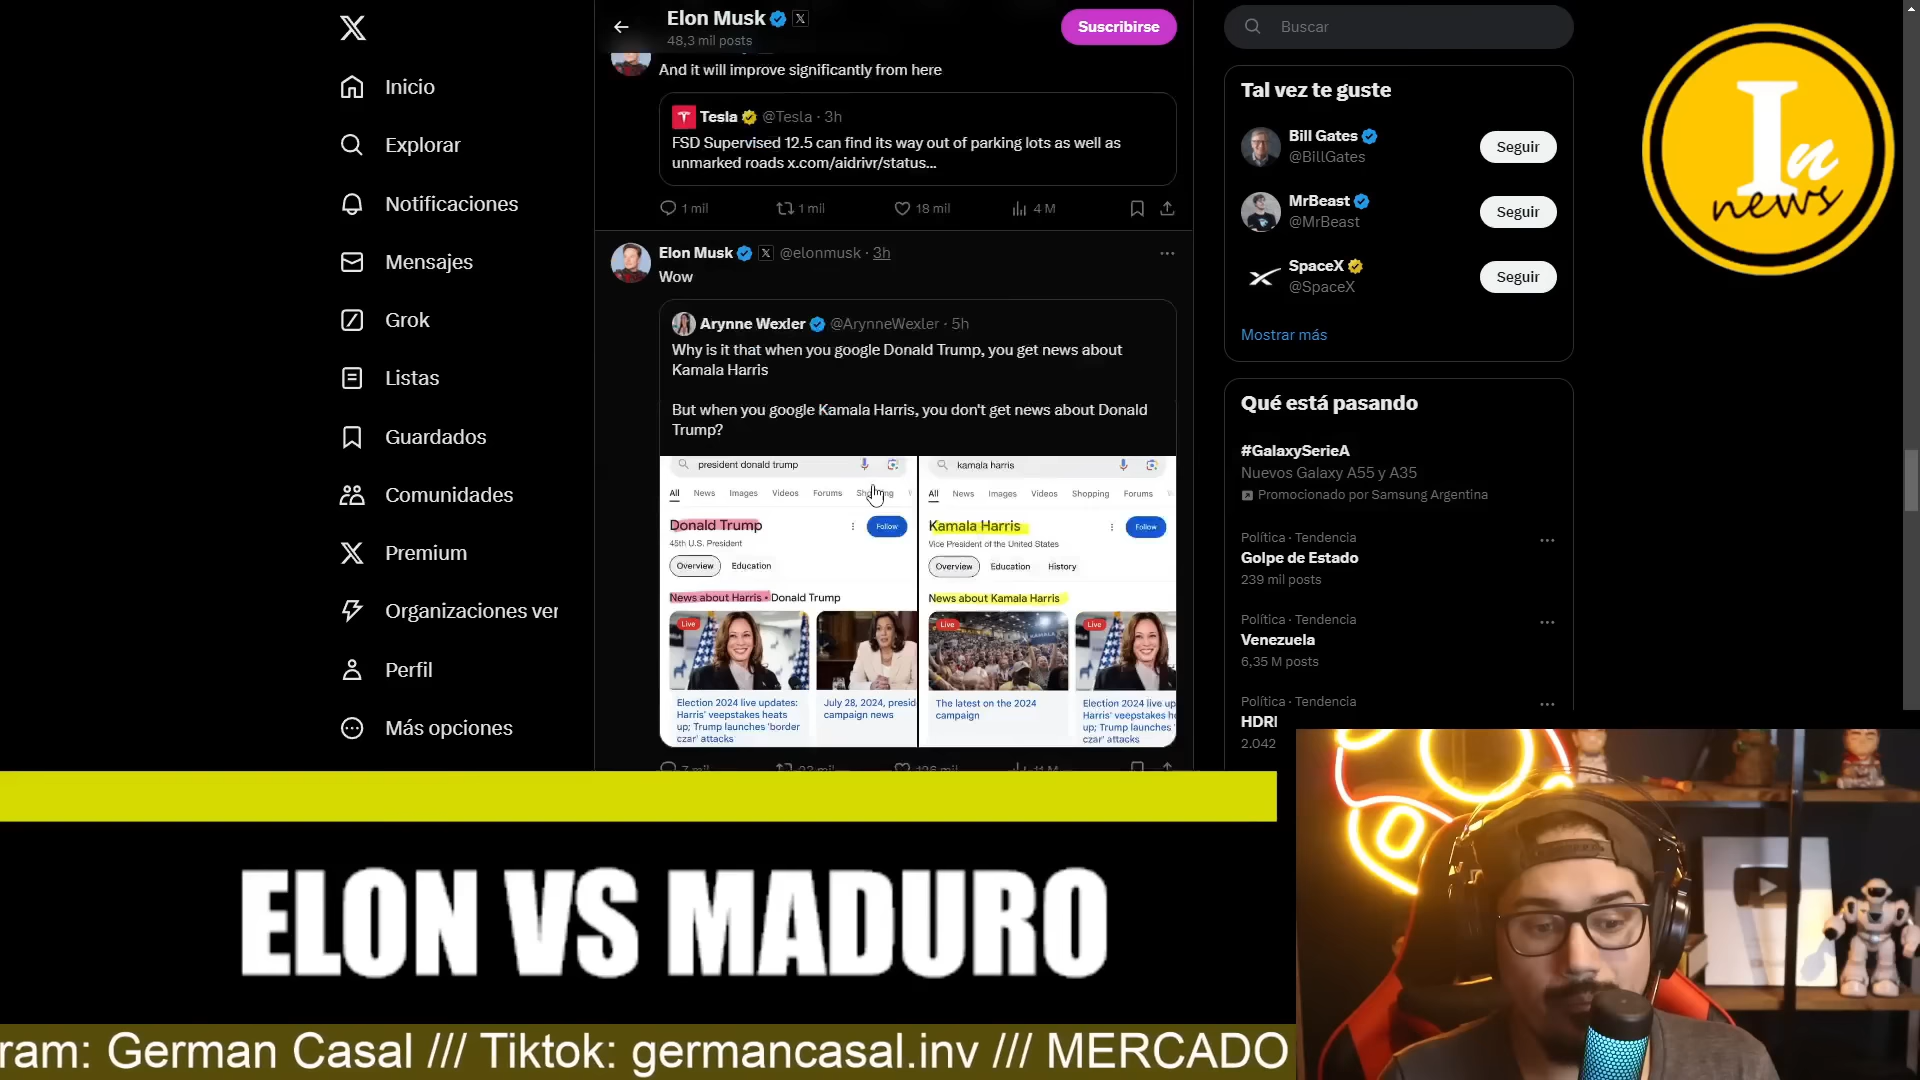 Elon Musk
48,3 mil posts
Suscribirse
Inicio
Explorar
Notificaciones
Mensajes
Grok
Listas
Guardados
Comunidades
Premium
Organizaciones ver
Perfil
Más opciones
And it will improve significantly from here
Tesla @Tesla · 3h
FSD Supervised 12.5 can find its way out of parking lots as well as
unmarked roads x.com/aidrivr/status...
1 mil 1 mil 18 mil 4 M
Elon Musk @elonmusk · 3h
Wow
Arynne Wexler @ArynneWexler · 5h
Why is it that when you google Donald Trump, you get news about
Kamala Harris
But when you google Kamala Harris, you don't get news about Donald
Trump?
president donald trump
All News Images Videos Forums
Donald Trump
Follow
45th U.S. President
Overview Education
News about Harris • Donald Trump
Live
Election 2024 live updates:
Harris' veepstakes heats
up; Trump launches 'border
czar' attacks
July 28, 2024, presid
campaign news
kamala harris
All News Images Videos Shopping Forums
Kamala Harris
Follow
Vice President of the United States
Overview Education History
News about Kamala Harris
Live
The latest on the 2024
campaign
Live
Election 2024 live up
Harris' veepstakes h
up; Trump launches 'b
czar' attacks
Buscar
Tal vez te guste
Bill Gates
@BillGates
Seguir
MrBeast
@MrBeast
Seguir
SpaceX
@SpaceX
Seguir
Mostrar más
Qué está pasando
#GalaxySerieA
Nuevos Galaxy A55 y A35
Promocionado por Samsung Argentina
Política · Tendencia
Golpe de Estado
239 mil posts
Política · Tendencia
Venezuela
6,35 M posts
Política · Tendencia
2.042
In
news
ELON VS MADURO
ram: German Casal /// Tiktok: germancasal.inv /// MERCADO